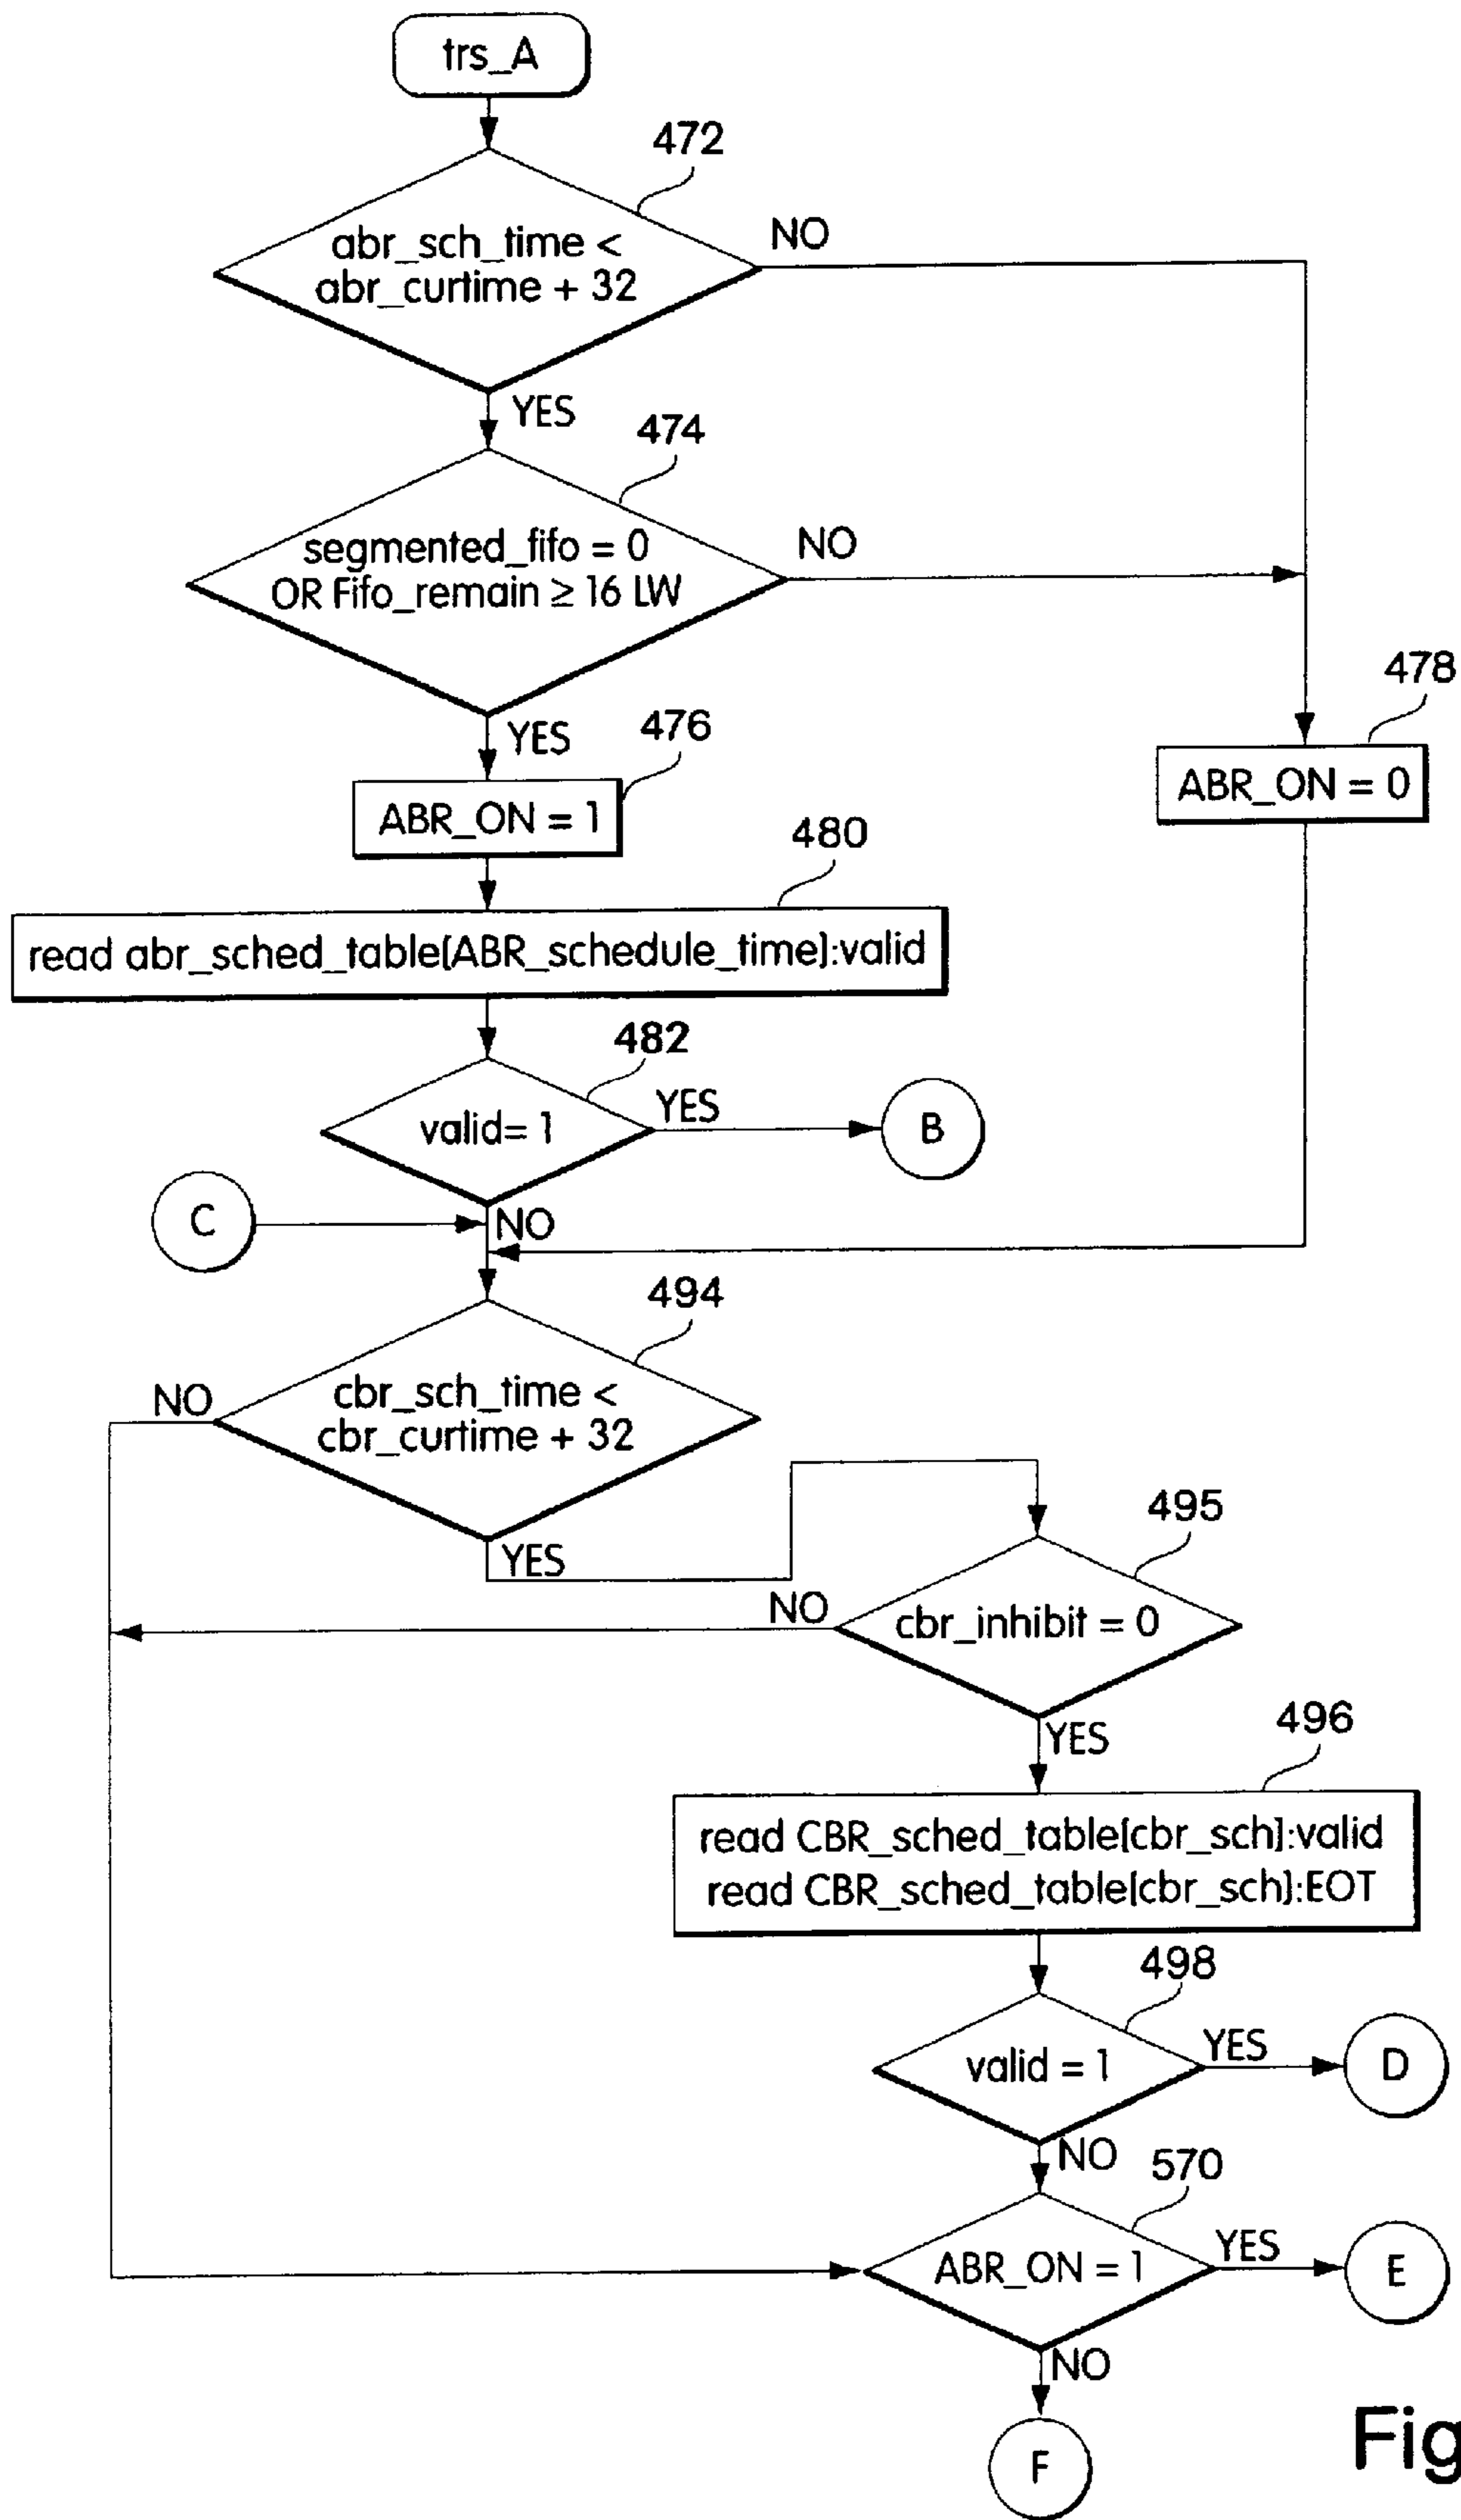 trs_A
472
abr_sch_time <
abr_curtime + 32
NO
YES
474
segmented_fifo = 0
OR Fifo_remain ≥ 16 LW
NO
YES
476
ABR_ON = 1
478
ABR_ON = 0
480
read abr_sched_table[ABR_schedule_time]:valid
482
valid= 1
YES
B
C
NO
494
cbr_sch_time <
cbr_curtime + 32
NO
YES
495
cbr_inhibit = 0
NO
YES
496
read CBR_sched_table[cbr_sch]:valid
read CBR_sched_table[cbr_sch]:EOT
498
valid = 1
YES
D
NO
570
ABR_ON = 1
YES
E
NO
F
Fig